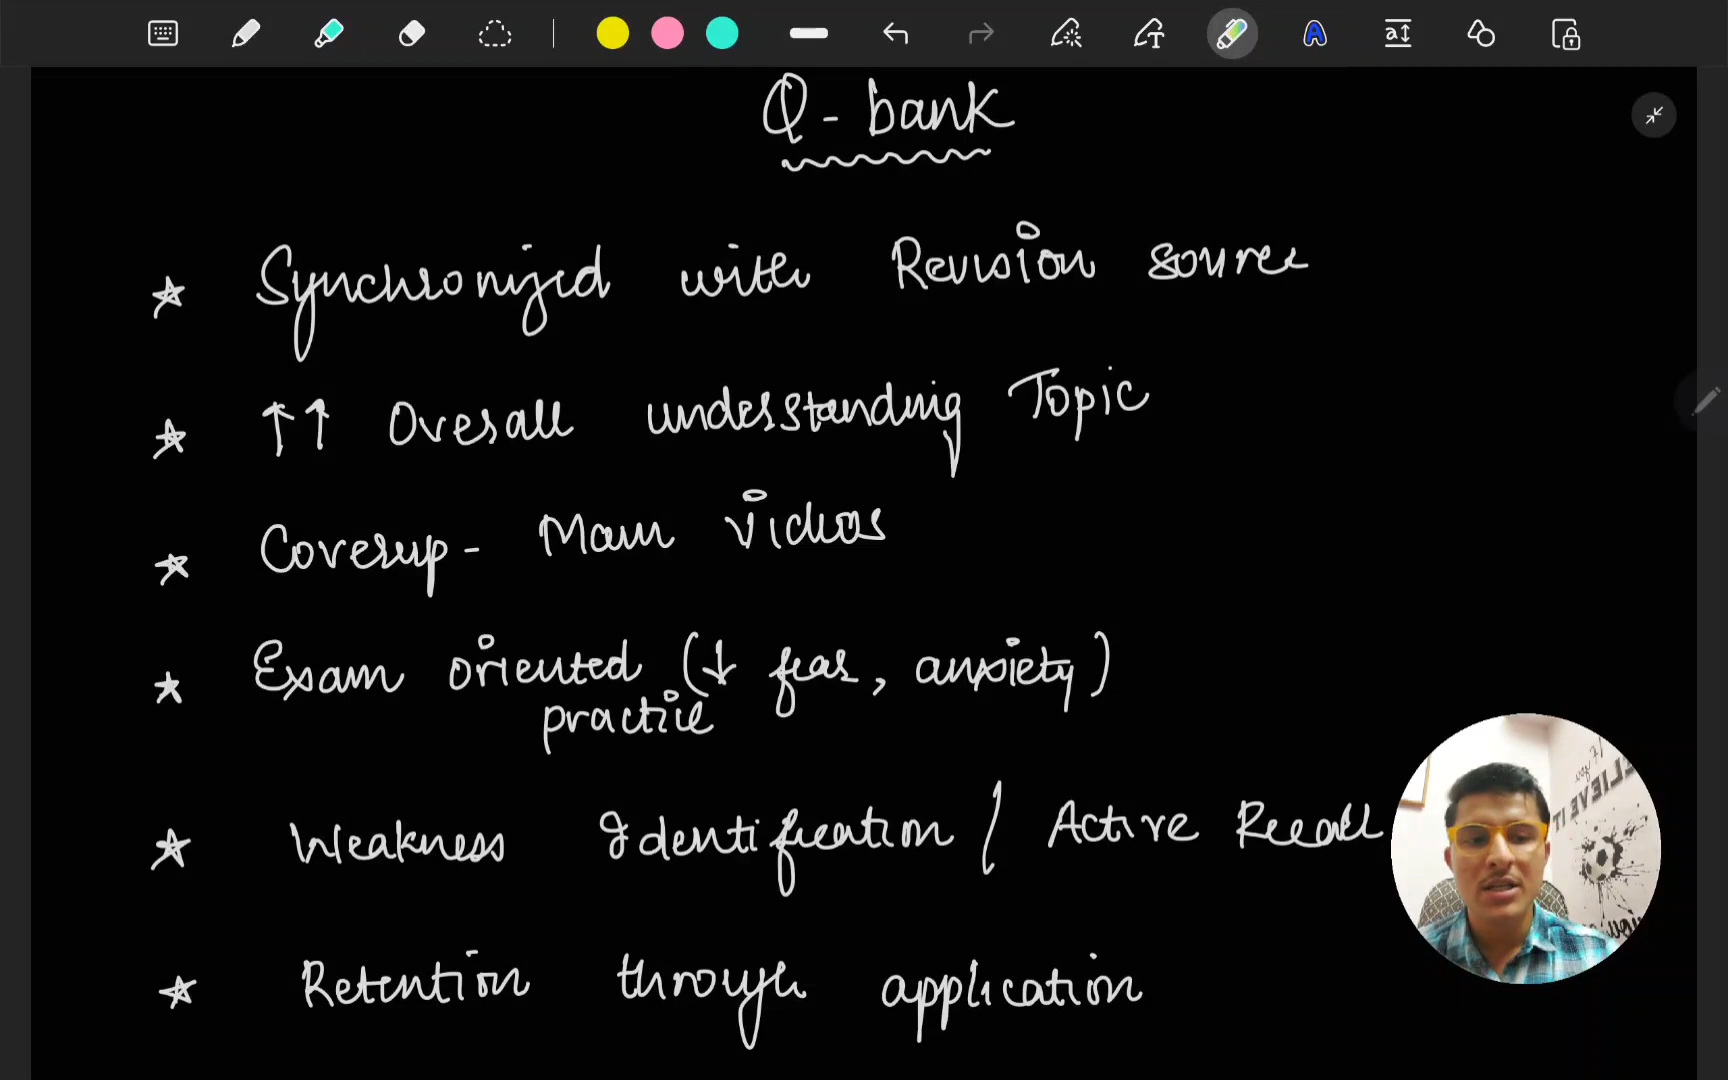 Q - bank
★ Synchronized with Revision source
★ ↑↑ Overall understanding Topic
★ Coverup - Main videos
★ Exam oriented (↓ fear, anxiety)
practice
★ Weakness Identification / Active Recall
★ Retention through application